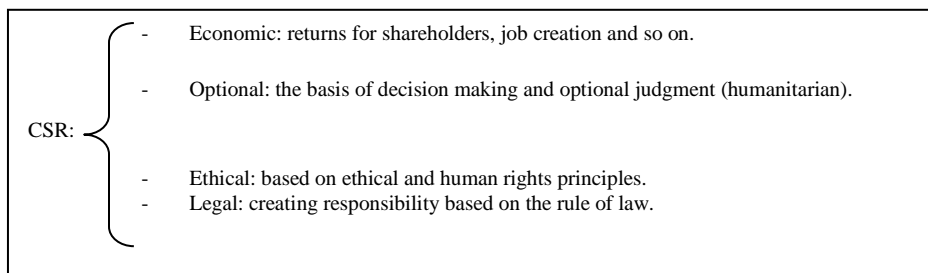 - Economic: returns for shareholders, job creation and so on.
- Optional: the basis of decision making and optional judgment (humanitarian).
CSR:
- Ethical: based on ethical and human rights principles.
- Legal: creating responsibility based on the rule of law.